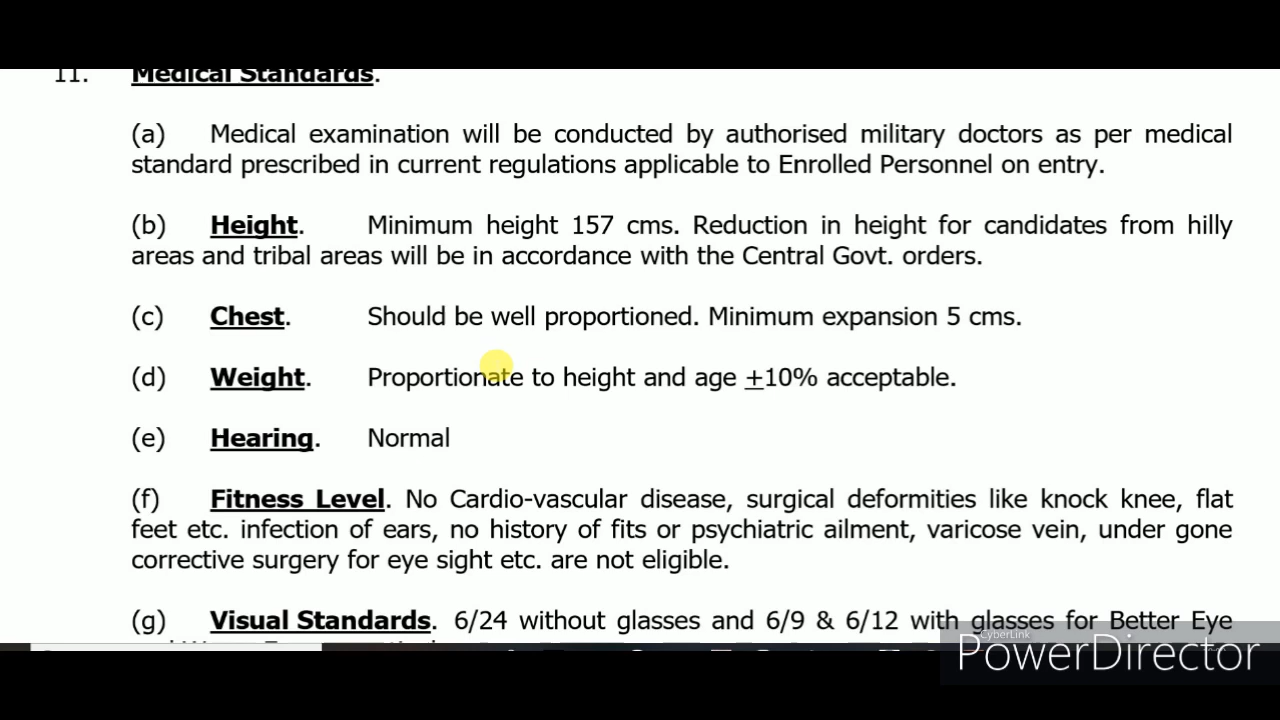 11. Medical Standards.
(a) Medical examination will be conducted by authorised military doctors as per medical
standard prescribed in current regulations applicable to Enrolled Personnel on entry.
(b) Height. Minimum height 157 cms. Reduction in height for candidates from hilly
areas and tribal areas will be in accordance with the Central Govt. orders.
(c) Chest. Should be well proportioned. Minimum expansion 5 cms.
(d) Weight. Proportionate to height and age ±10% acceptable.
(e) Hearing. Normal
(f) Fitness Level. No Cardio-vascular disease, surgical deformities like knock knee, flat
feet etc. infection of ears, no history of fits or psychiatric ailment, varicose vein, under gone
corrective surgery for eye sight etc. are not eligible.
(g) Visual Standards. 6/24 without glasses and 6/9 & 6/12 with glasses for Better Eye
CyberLink
PowerDirector